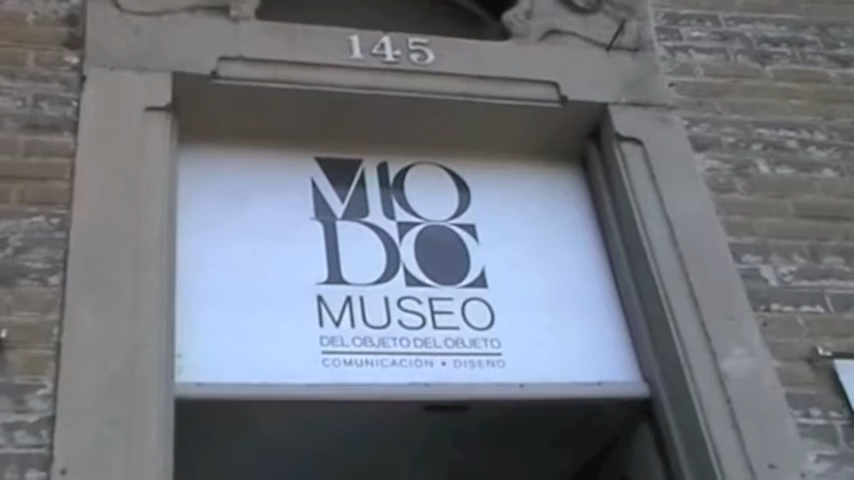 145
MO
DO
MUSEO
DEL OBJETO DEL OBJETO
COMUNICACIÓN • DISEÑO